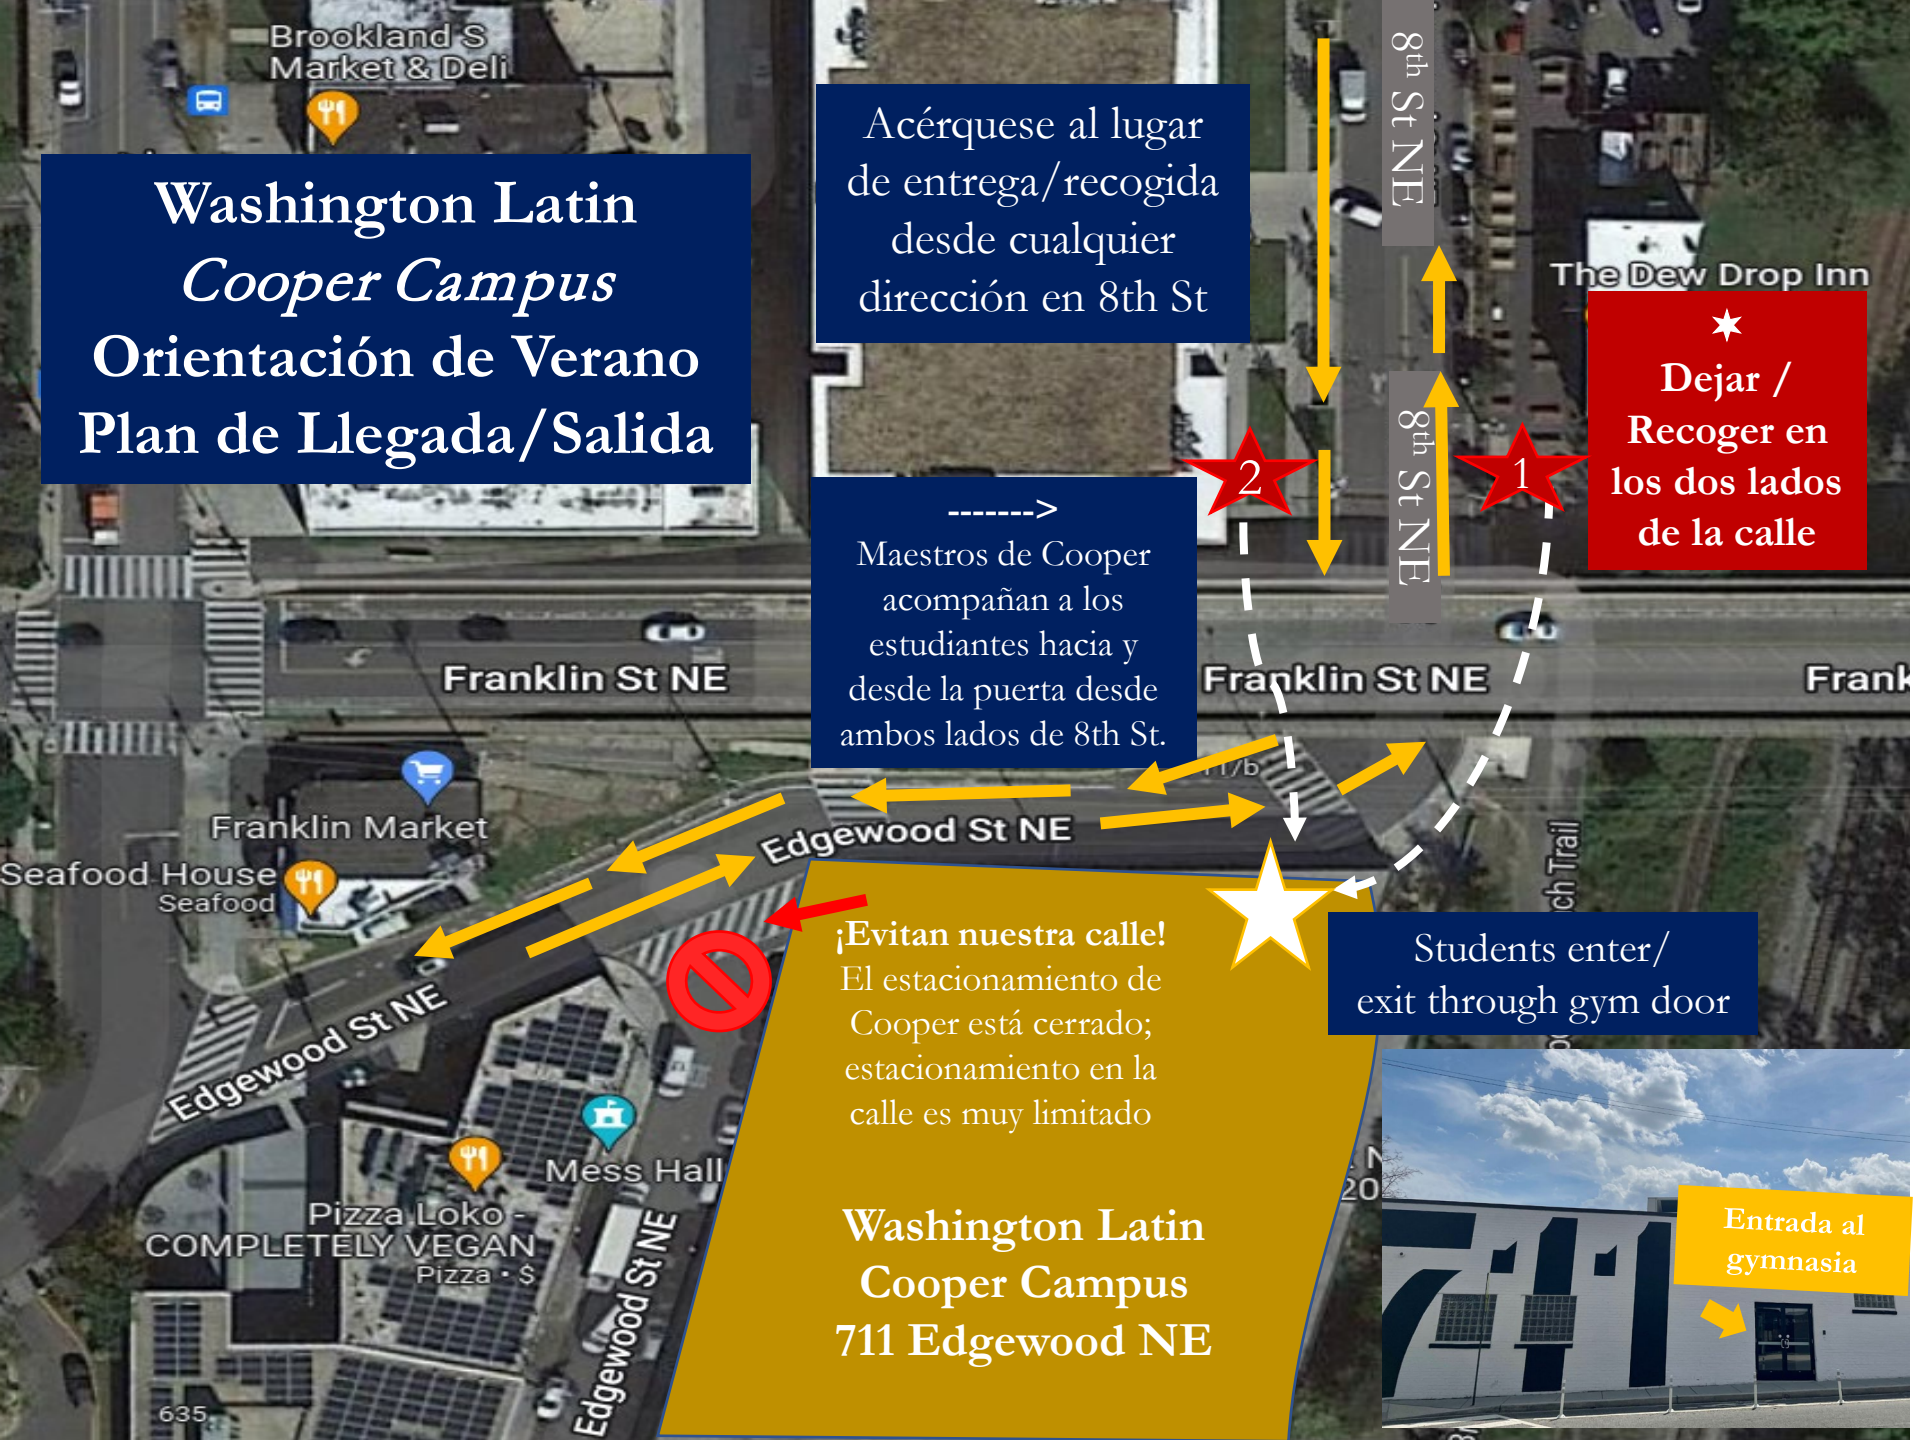 Brookland S
Market & Deli
Washington Latin
Cooper Campus
Orientación de Verano
Plan de Llegada/Salida
Acérquese al lugar
de entrega/recogida
desde cualquier
dirección en 8th St
8th St NE
The Dew Drop Inn
✶
Dejar /
Recoger en
los dos lados
de la calle
2
8th St NE
1
------->
Maestros de Cooper
acompañan a los
estudiantes hacia y
desde la puerta desde
ambos lados de 8th St.
Franklin St NE
Franklin St NE
Frank
Franklin Market
Seafood House
Seafood
Edgewood St NE
ch Trail
¡Evitan nuestra calle!
El estacionamiento de
Cooper está cerrado;
estacionamiento en la
calle es muy limitado
Students enter/
exit through gym door
Edgewood St NE
Mess Hall
Pizza Loko -
COMPLETELY VEGAN
Pizza · $
Edgewood St NE
635
Washington Latin
Cooper Campus
711 Edgewood NE
20
711
Entrada al
gymnasia